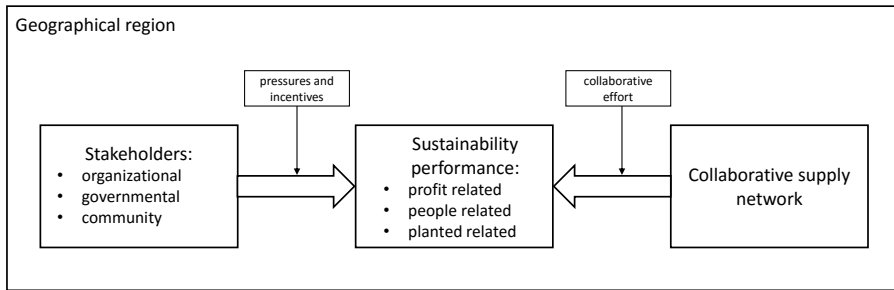 Geographical region
pressures and
incentives
collaborative
effort
Stakeholders:
• organizational
• governmental
• community
Sustainability
performance:
• profit related
• people related
• planted related
Collaborative supply
network